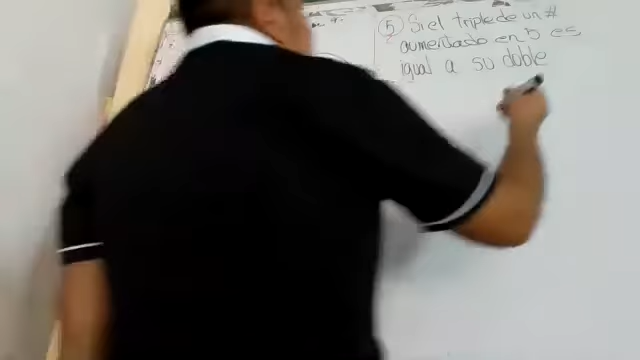 5 Si el triple de un #
aumentado en 5 es
igual a su doble